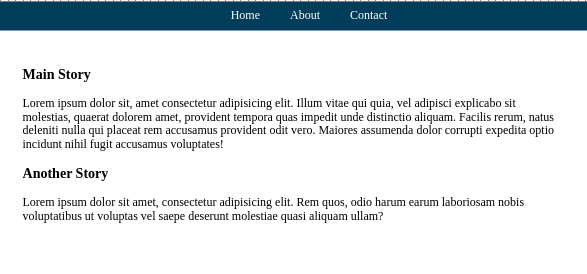 Home About Contact
Main Story
Lorem ipsum dolor sit, amet consectetur adipisicing elit. Illum vitae qui quia, vel adipisci explicabo sit
molestias, quaerat dolorem amet, provident tempora quas impedit unde distinctio aliquam. Facilis rerum, natus
deleniti nulla qui placeat rem accusamus provident odit vero. Maiores assumenda dolor corrupti expedita optio
incidunt nihil fugit accusamus voluptates!
Another Story
Lorem ipsum dolor sit amet, consectetur adipisicing elit. Rem quos, odio harum earum laboriosam nobis
voluptatibus ut voluptas vel saepe deserunt molestiae quasi aliquam ullam?